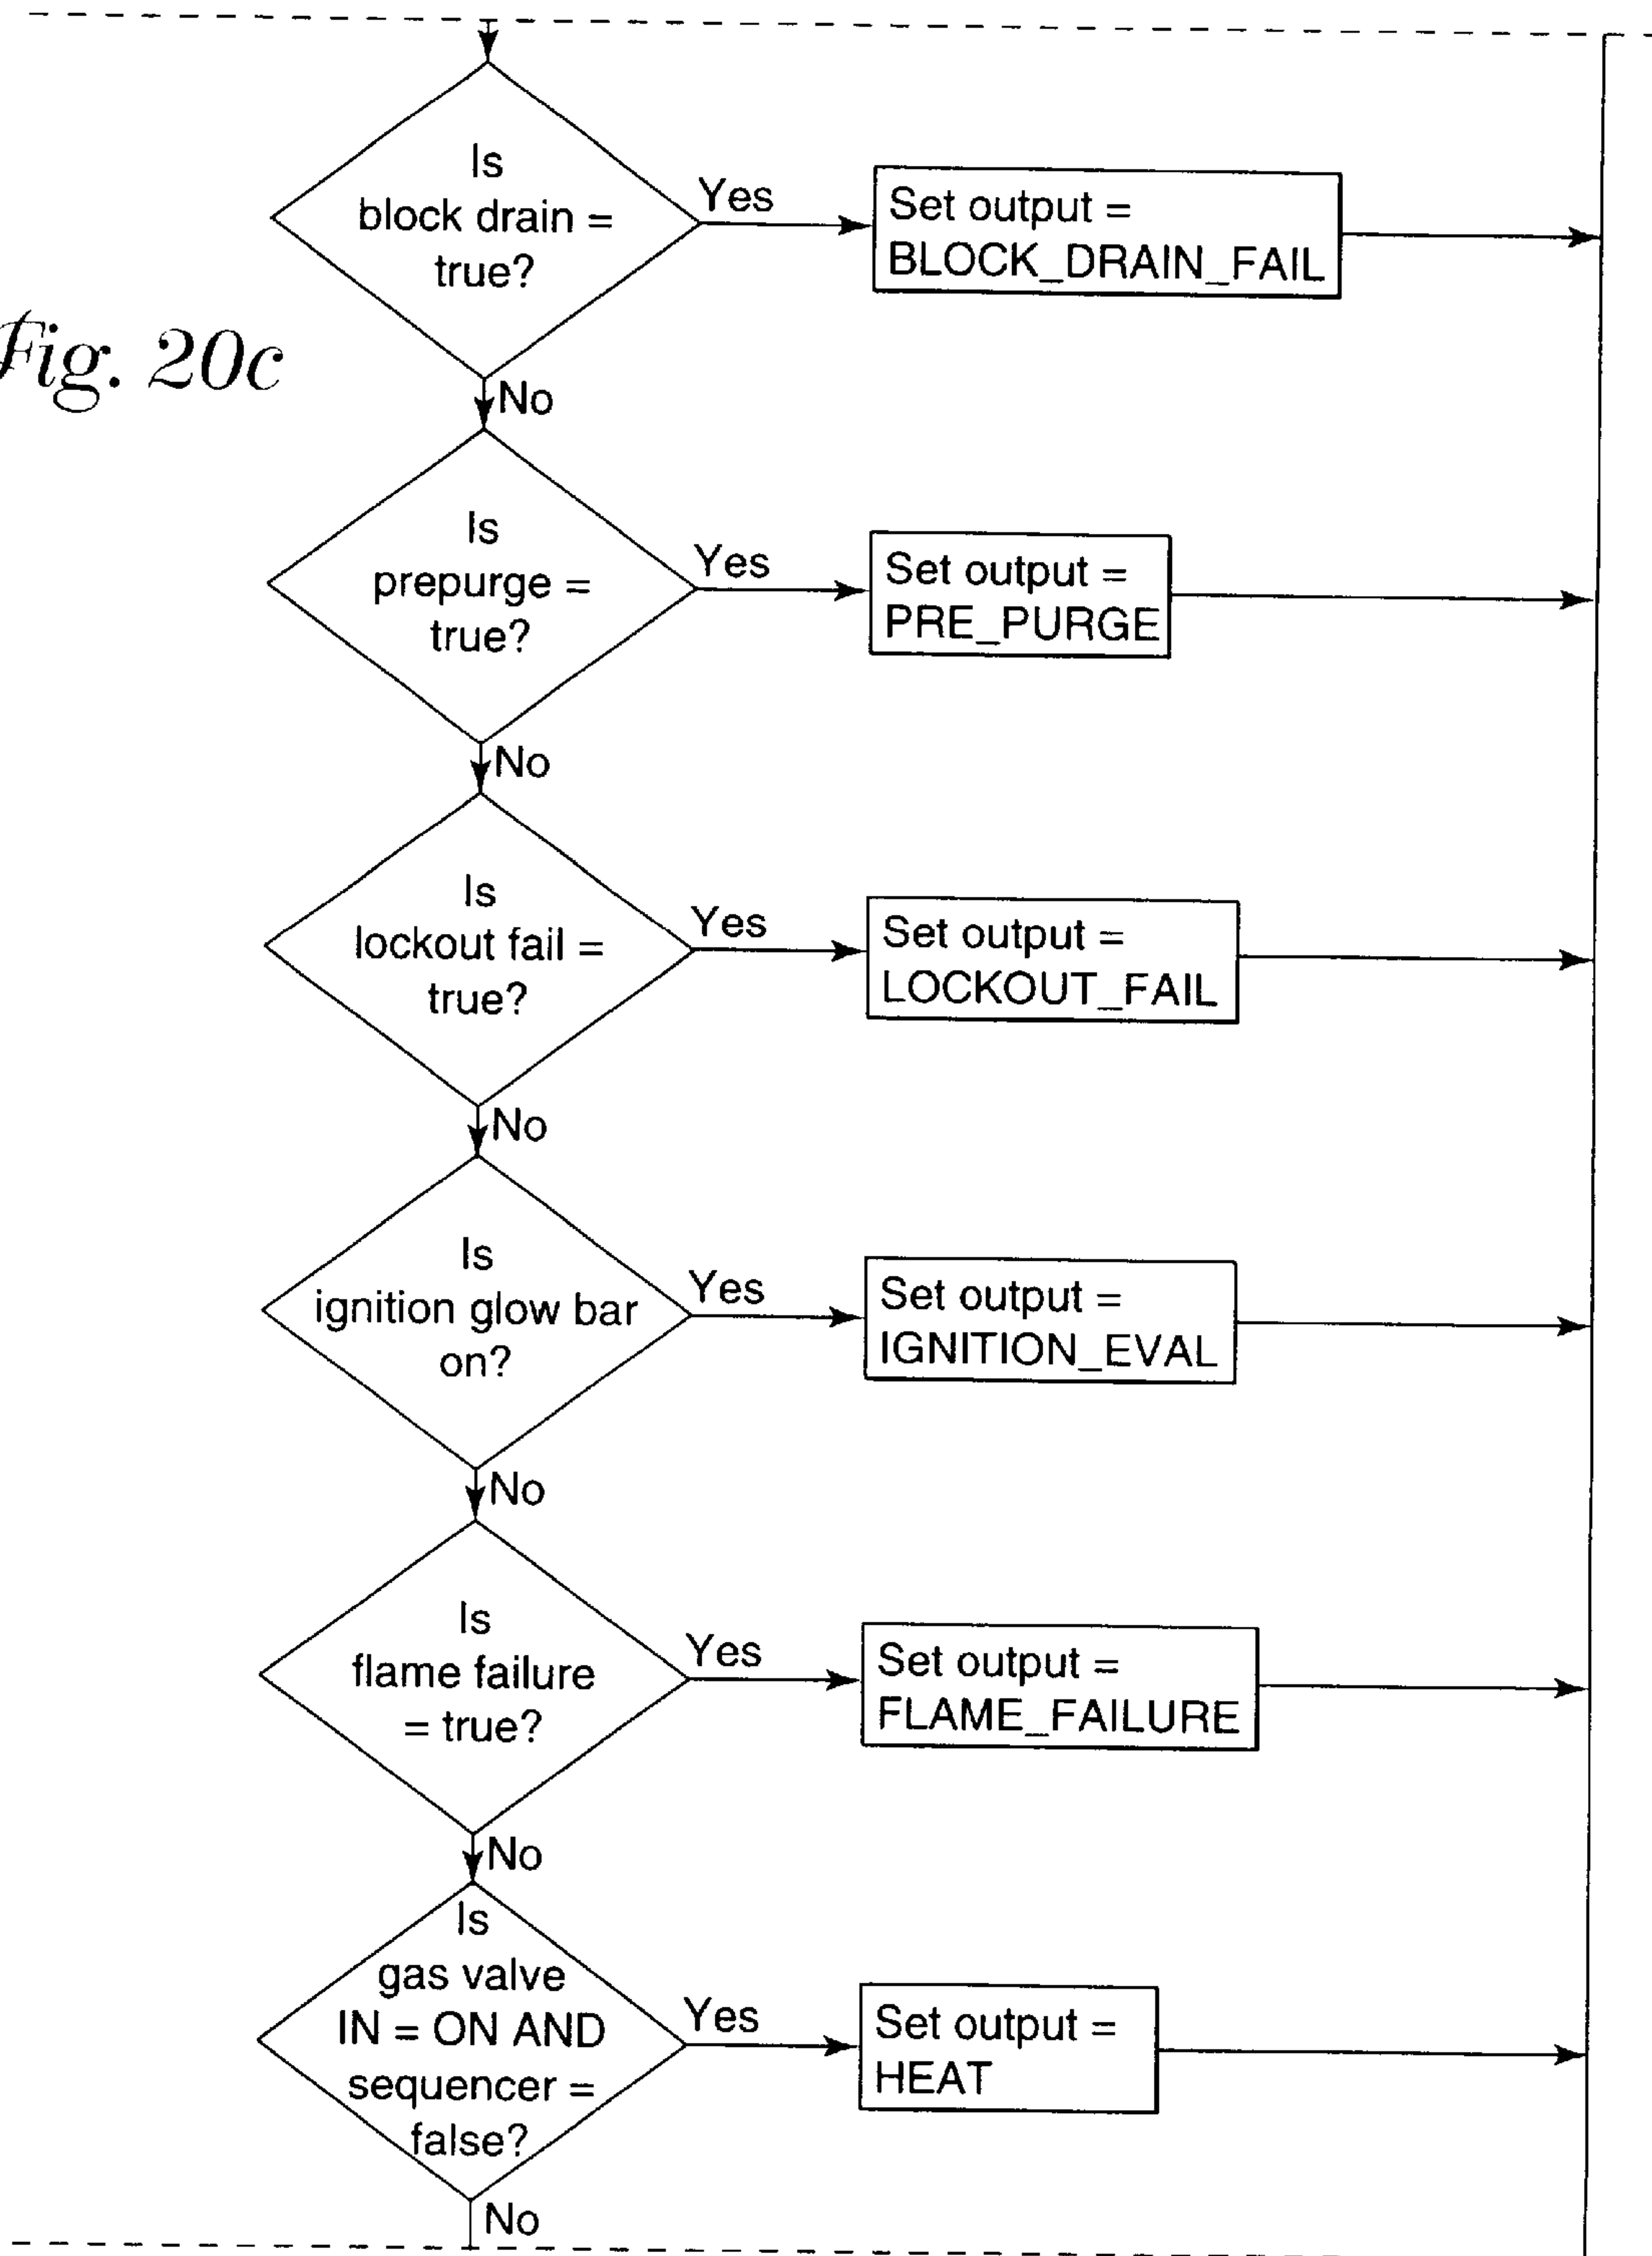 Is
block drain =
true?
Yes
Set output =
BLOCK_DRAIN_FAIL
Fig. 20c
No
Is
prepurge =
true?
Yes
Set output =
PRE_PURGE
No
Is
lockout fail =
true?
Yes
Set output =
LOCKOUT_FAIL
No
Is
ignition glow bar
on?
Yes
Set output =
IGNITION_EVAL
No
Is
flame failure
= true?
Yes
Set output =
FLAME_FAILURE
No
Is
gas valve
IN = ON AND
sequencer =
false?
Yes
Set output =
HEAT
No